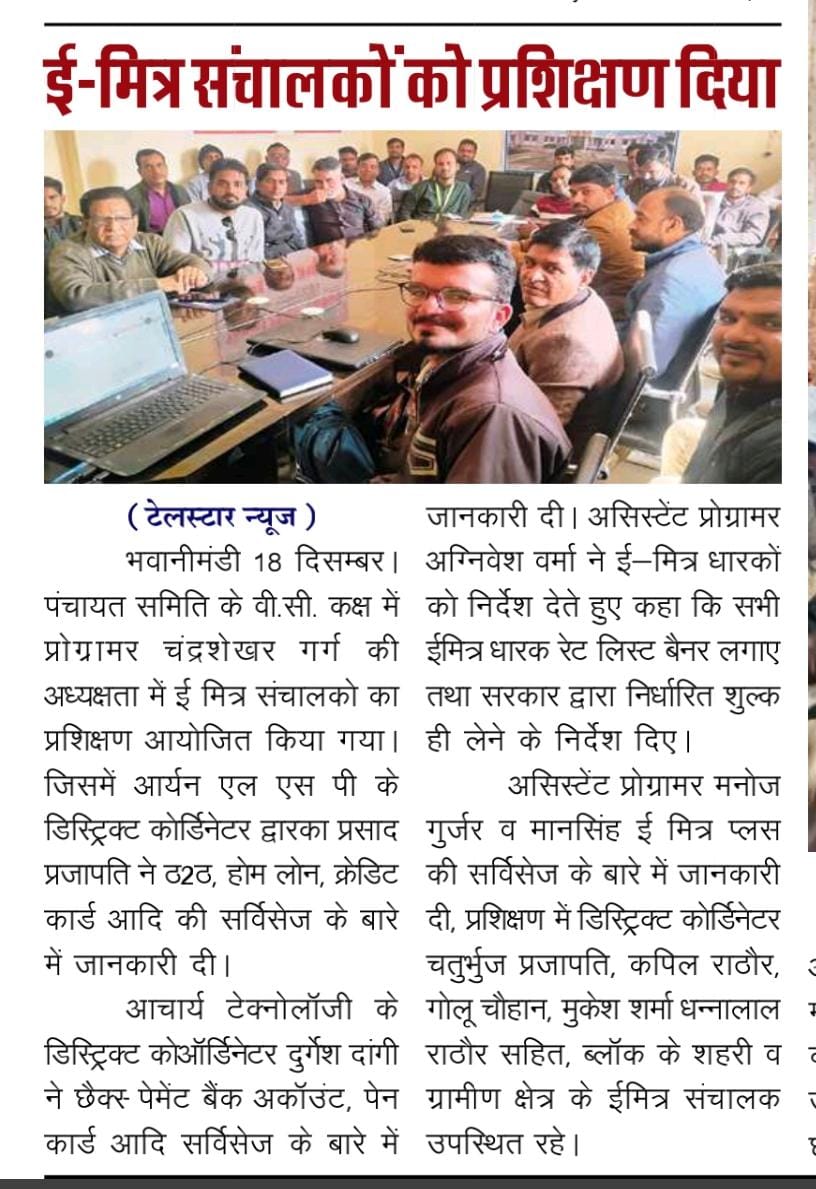 ई-मित्र संचालकों को प्रशिक्षण दिया
( टेलस्टार न्यूज )
भवानीमंडी 18 दिसम्बर।
पंचायत समिति के वी.सी. कक्ष में
प्रोग्रामर चंद्रशेखर गर्ग की
अध्यक्षता में ई मित्र संचालको का
प्रशिक्षण आयोजित किया गया।
जिसमें आर्यन एल एस पी के
डिस्ट्रिक्ट कोर्डिनेटर द्वारका प्रसाद
प्रजापति ने ठ2ठ, होम लोन, क्रेडिट
कार्ड आदि की सर्विसेज के बारे
में जानकारी दी।
आचार्य टेक्नोलॉजी के
डिस्ट्रिक्ट कोऑर्डिनेटर दुर्गेश दांगी
ने छैक्स पेमेंट बैंक अकॉउंट, पेन
कार्ड आदि सर्विसेज के बारे में
जानकारी दी। असिस्टेंट प्रोग्रामर
अग्निवेश वर्मा ने ई–मित्र धारकों
को निर्देश देते हुए कहा कि सभी
ईमित्र धारक रेट लिस्ट बैनर लगाए
तथा सरकार द्वारा निर्धारित शुल्क
ही लेने के निर्देश दिए।
असिस्टेंट प्रोग्रामर मनोज
गुर्जर व मानसिंह ई मित्र प्लस
की सर्विसेज के बारे में जानकारी
दी, प्रशिक्षण में डिस्ट्रिक्ट कोर्डिनेटर
चतुर्भुज प्रजापति, कपिल राठौर,
गोलू चौहान, मुकेश शर्मा धन्नालाल
राठौर सहित, ब्लॉक के शहरी व
ग्रामीण क्षेत्र के ईमित्र संचालक
उपस्थित रहे।